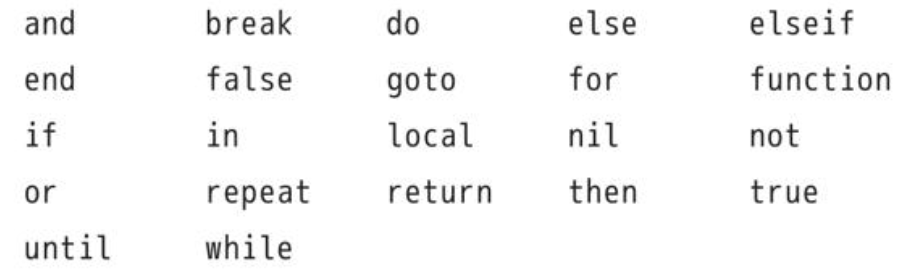 and break do else elseif
end false goto for function
if in local nil not
or repeat return then true
until while